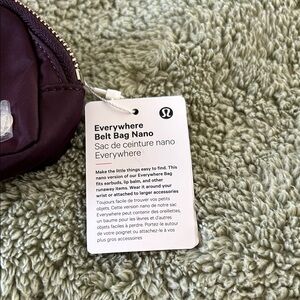 Everywhere
Belt Bag Nano
Sac de ceinture nano
Everywhere
Make the little things easy to find. This
nano version of our Everywhere Bag
fits earbuds, lip balm, and other
runaway items. Wear it around your
wrist or attached to larger accessories
Toujours facile de trouver vos petits
objets. Cette version nano de notre sac
Everywhere peut contenir des oreillettes,
un baume pour les lèvres et d'autres
objets faciles à perdre. Portez-le autour
de votre poignet ou attachez-le à vos
plus gros accessoires